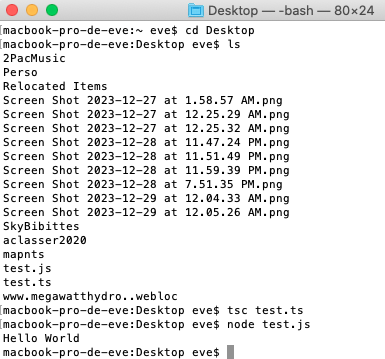 Desktop — -bash — 80×24
[macbook-pro-de-eve:~ eve$ cd Desktop
[macbook-pro-de-eve:Desktop eve$ ls
2PacMusic
Perso
Relocated Items
Screen Shot 2023-12-27 at 1.58.57 AM.png
Screen Shot 2023-12-27 at 12.25.29 AM.png
Screen Shot 2023-12-27 at 12.25.32 AM.png
Screen Shot 2023-12-28 at 11.47.24 PM.png
Screen Shot 2023-12-28 at 11.51.49 PM.png
Screen Shot 2023-12-28 at 11.59.39 PM.png
Screen Shot 2023-12-28 at 7.51.35 PM.png
Screen Shot 2023-12-29 at 12.04.33 AM.png
Screen Shot 2023-12-29 at 12.05.26 AM.png
SkyBibittes
aclasser2020
mapnts
test.js
test.ts
www.megawatthydro..webloc
[macbook-pro-de-eve:Desktop eve$ tsc test.ts
[macbook-pro-de-eve:Desktop eve$ node test.js
Hello World
macbook-pro-de-eve:Desktop eve$